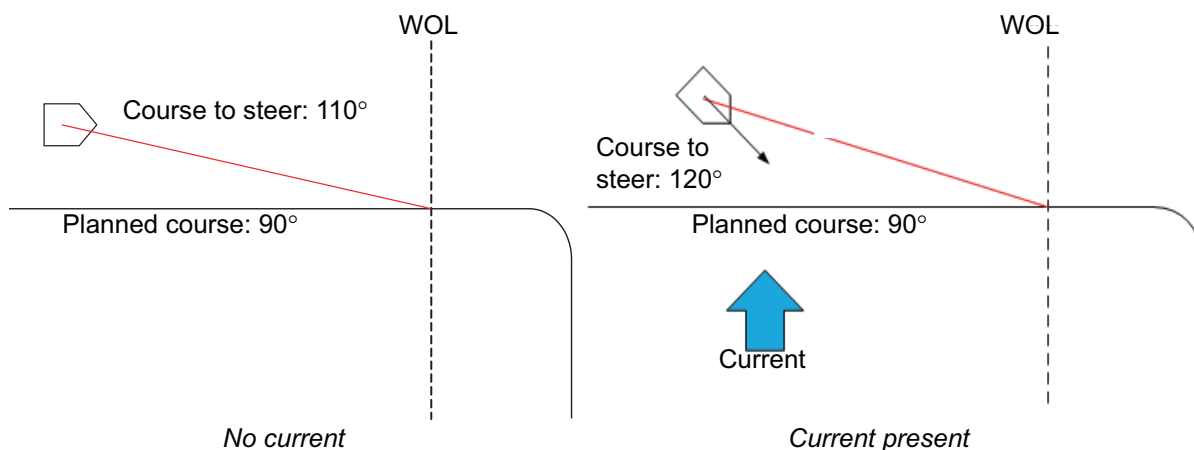 WOL
Course to steer: 110°
Planned course: 90°
No current
WOL
Course to
steer: 120°
Planned course: 90°
Current
Current present